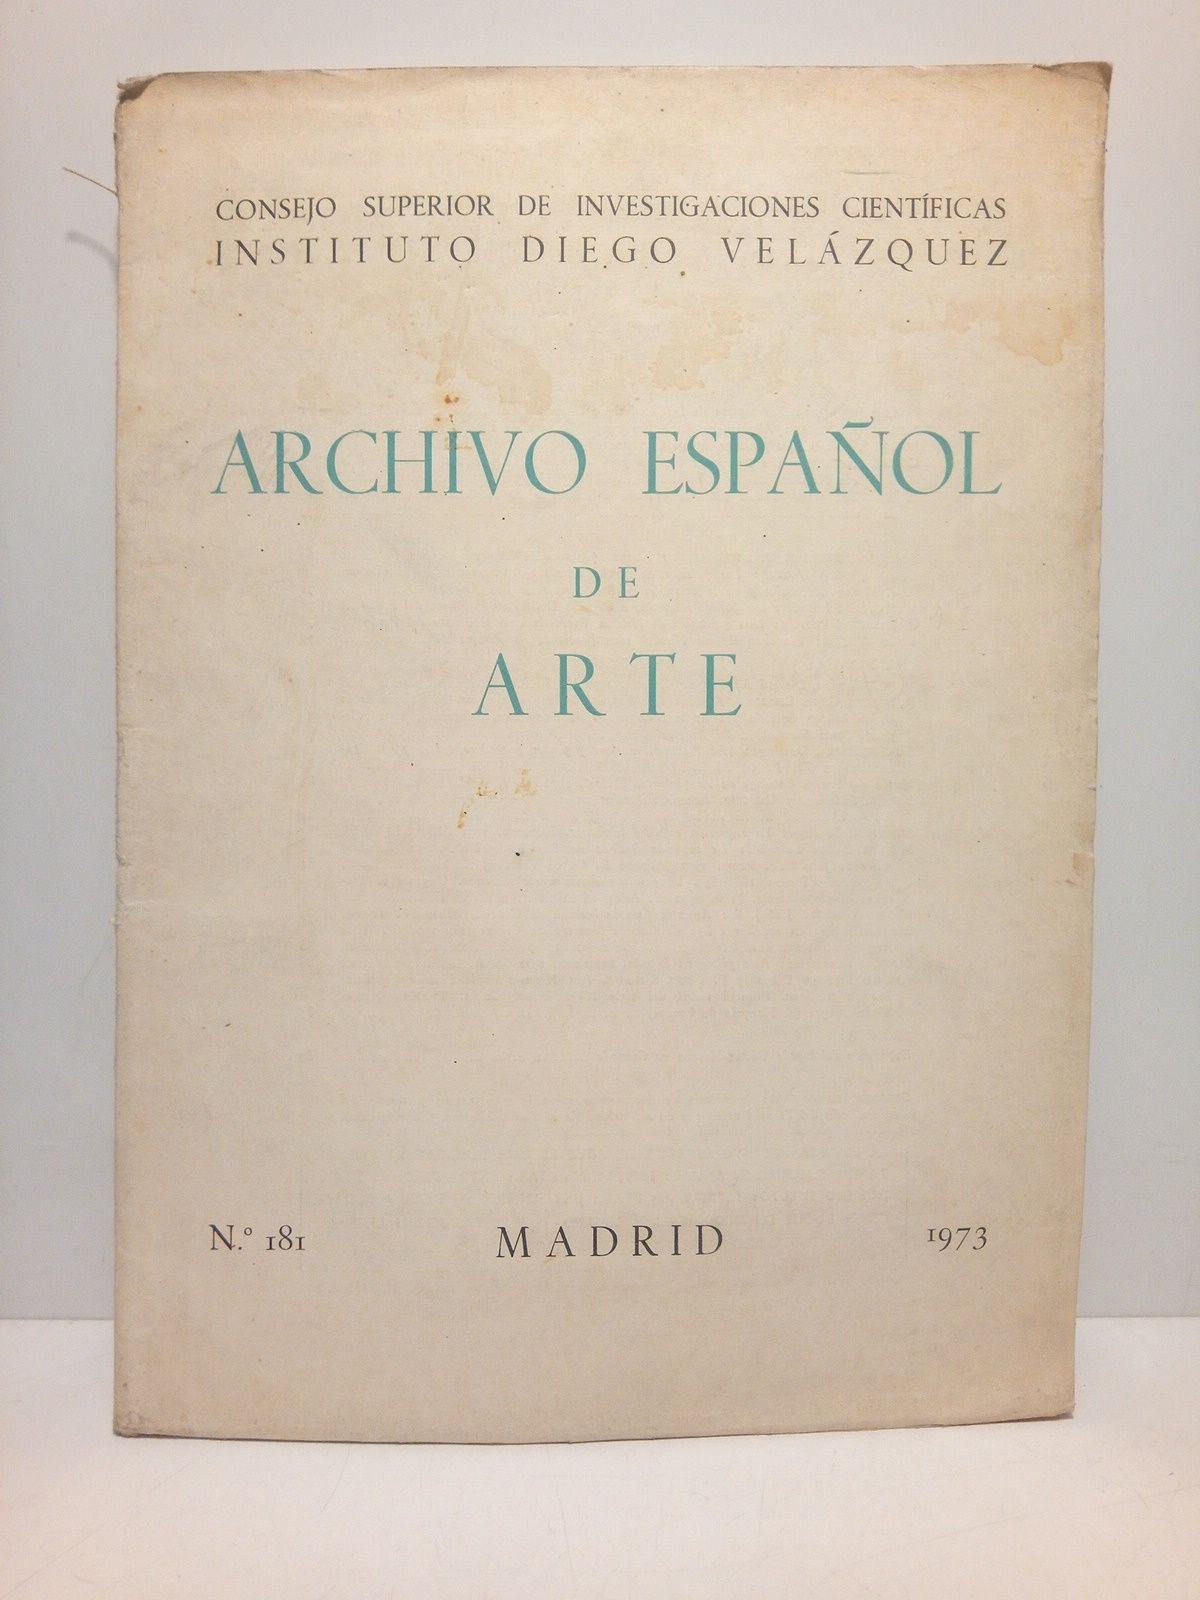 CONSEJO SUPERIOR DE INVESTIGACIONES CIENTÍFICAS
INSTITUTO DIEGO VELÁZQUEZ
ARCHIVO ESPAÑOL
DE
ARTE
N.º 181 MADRID 1973